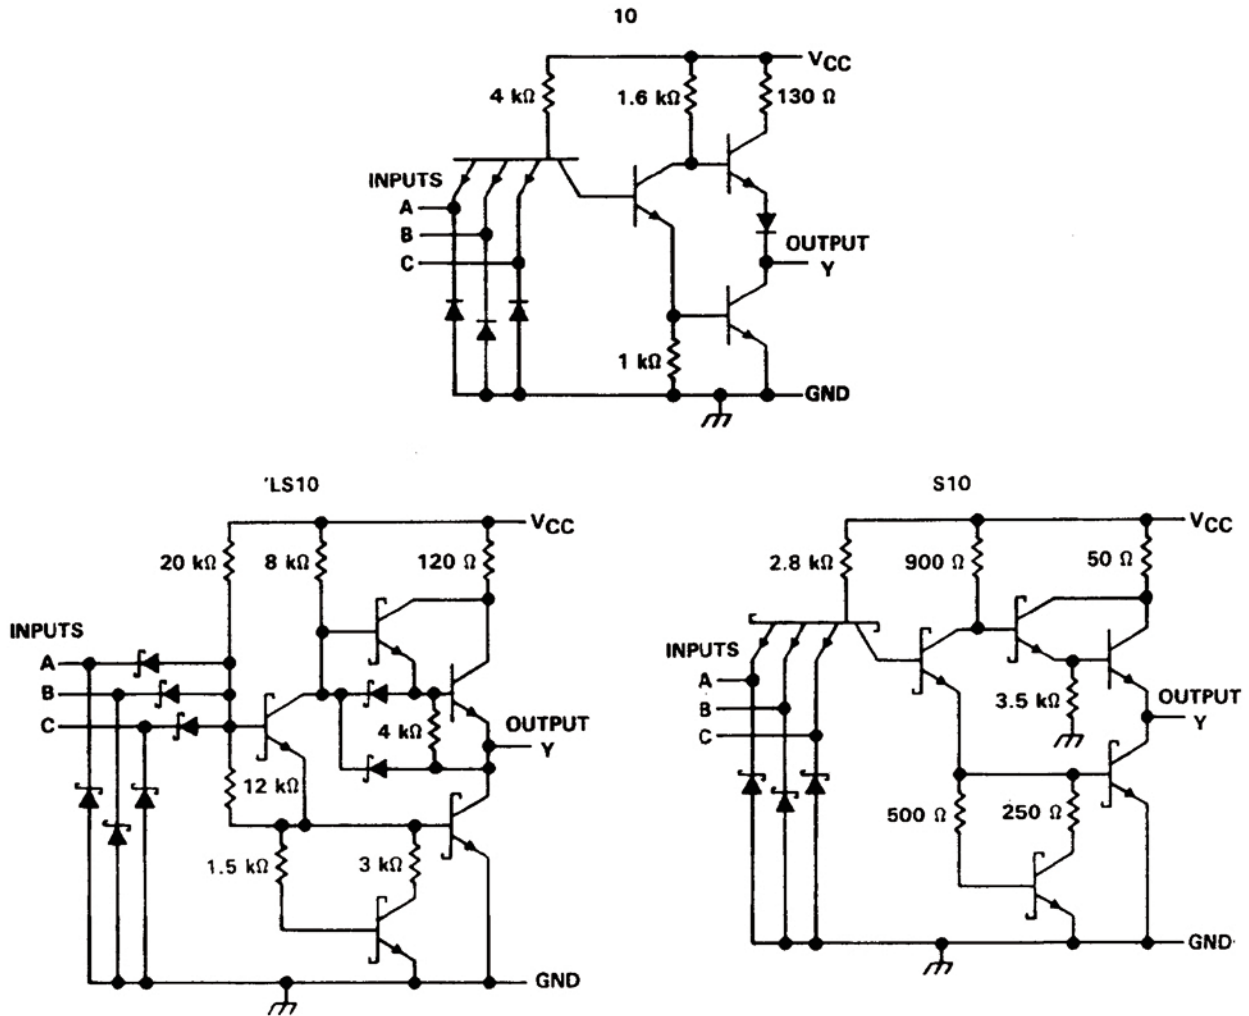 10
VCC
4 kΩ
1.6 kΩ
130 Ω
INPUTS
A
B
C
OUTPUT
Y
1 kΩ
GND
'LS10
VCC
20 kΩ
8 kΩ
120 Ω
INPUTS
A
B
C
4 kΩ
OUTPUT
Y
12 kΩ
1.5 kΩ
3 kΩ
GND
S10
VCC
2.8 kΩ
900 Ω
50 Ω
INPUTS
A
B
C
3.5 kΩ
OUTPUT
Y
500 Ω
250 Ω
GND